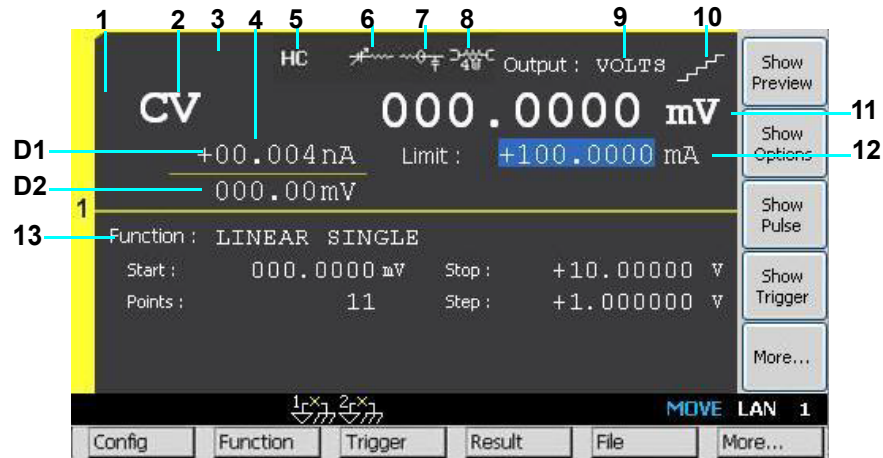 1 2 3 4 5 6 7 8 9 10
HC 4W Output : VOLTS
Show Preview
CV 000.0000 mV 11
D1 +00.004nA Limit : +100.0000 mA 12
Show Options
D2 000.00mV
1
Show Pulse
13 Function : LINEAR SINGLE
Start : 000.0000 mV Stop : +10.00000 V
Show Trigger
Points : 11 Step : +1.000000 V
More...
1 2 MOVE LAN 1
Config Function Trigger Result File More...